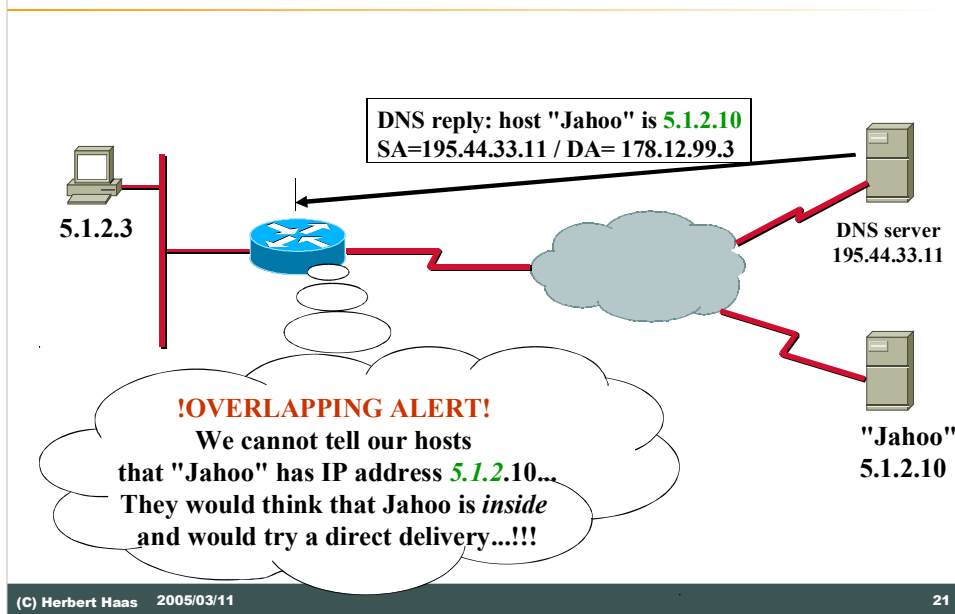 DNS reply: host "Jahoo" is 5.1.2.10
SA=195.44.33.11 / DA= 178.12.99.3
5.1.2.3
DNS server
195.44.33.11
!OVERLAPPING ALERT!
We cannot tell our hosts
that "Jahoo" has IP address 5.1.2.10...
They would think that Jahoo is inside
and would try a direct delivery...!!!
"Jahoo"
5.1.2.10
(C) Herbert Haas 2005/03/11
21